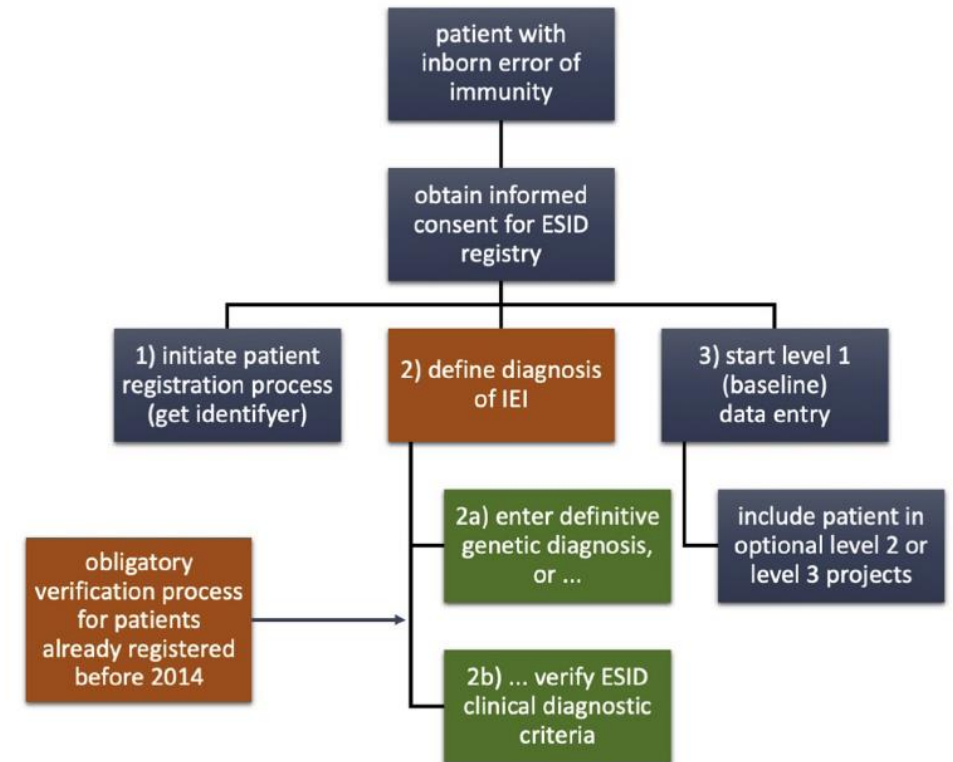 patient with
inborn error of
immunity
obtain informed
consent for ESID
registry
1) initiate patient
registration process
(get identifyer)
2) define diagnosis
of IEI
3) start level 1
(baseline)
data entry
2a) enter definitive
genetic diagnosis,
or ...
include patient in
optional level 2 or
level 3 projects
obligatory
verification process
for patients
already registered
before 2014
2b) ... verify ESID
clinical diagnostic
criteria